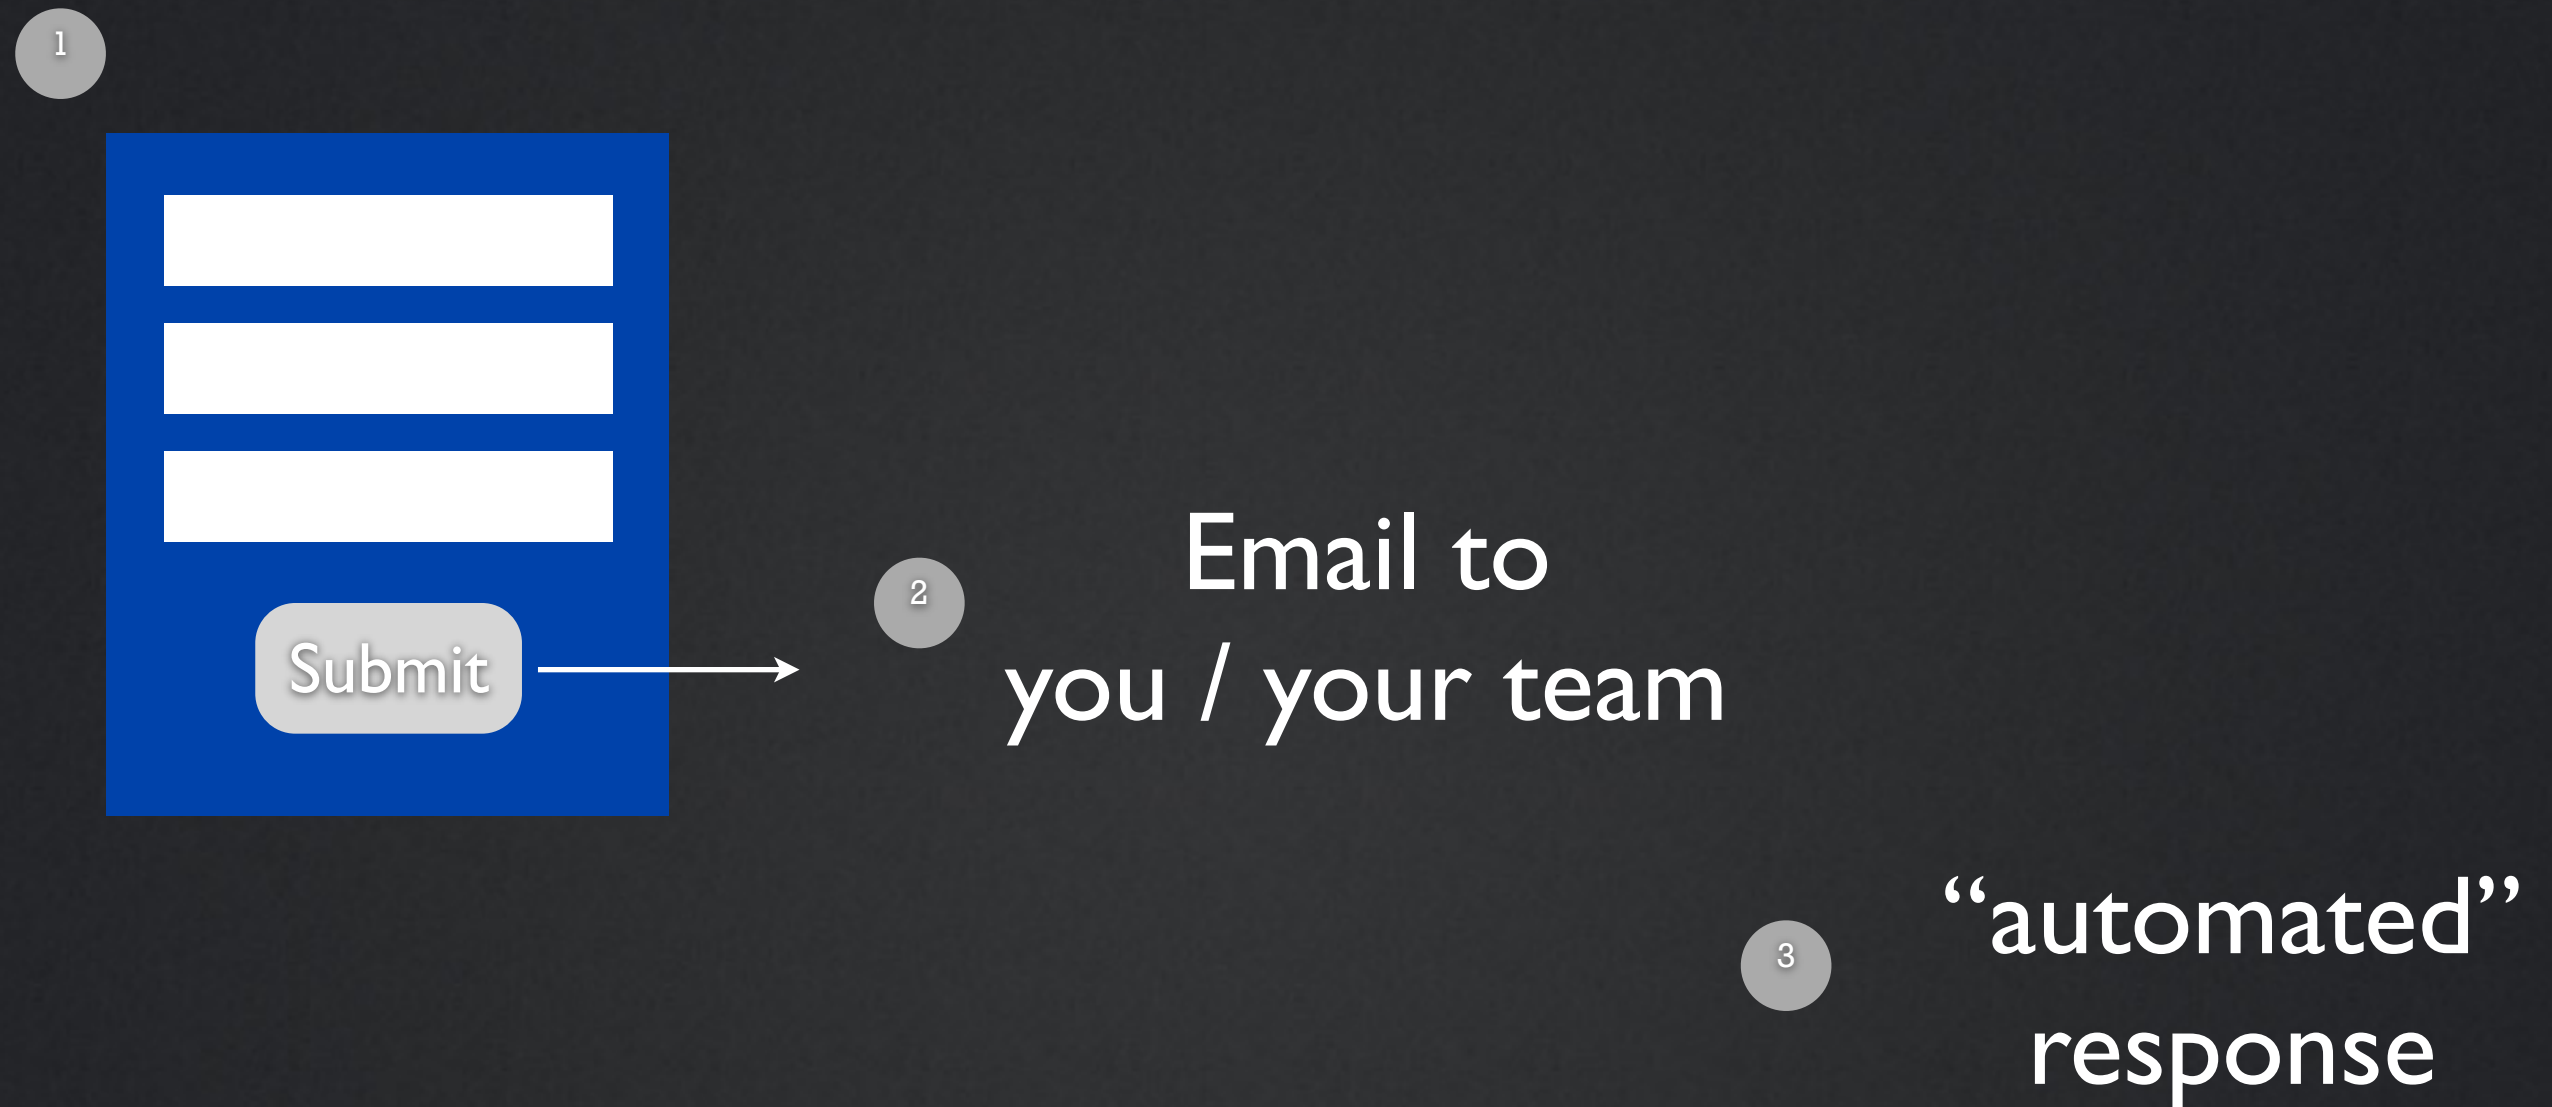 1
Submit
2
Email to
you / your team
3
“automated”
response